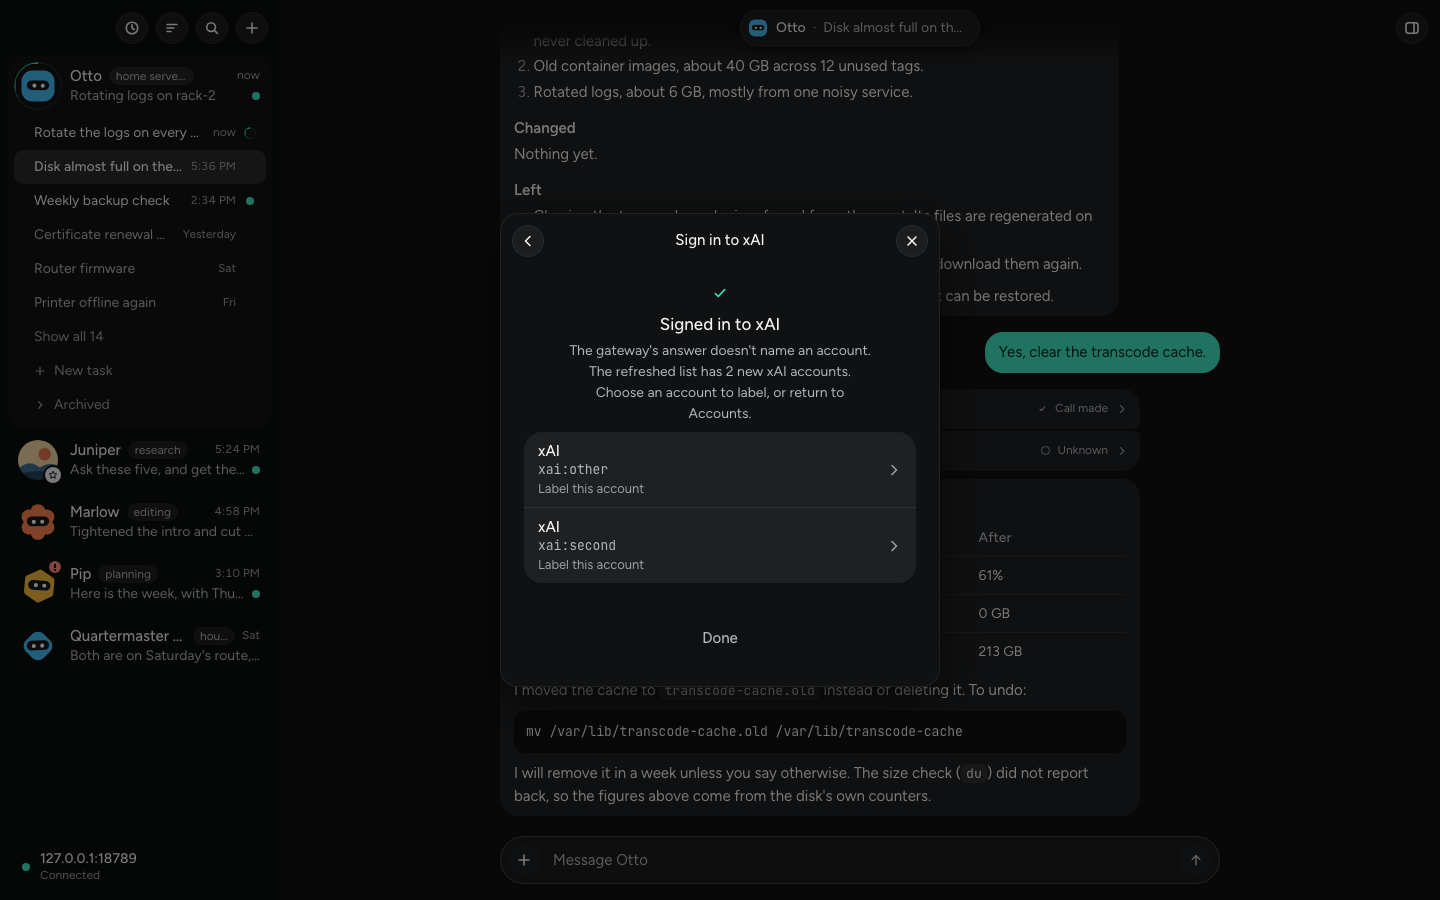 Otto home serve... now
Rotating logs on rack-2
Rotate the logs on every ... now
Disk almost full on the... 5:36 PM
Weekly backup check 2:34 PM
Certificate renewal ... Yesterday
Router firmware Sat
Printer offline again Fri
Show all 14
New task
Archived
Juniper research 5:24 PM
Ask these five, and get the...
Marlow editing 4:58 PM
Tightened the intro and cut ...
Pip planning 3:10 PM
Here is the week, with Thu...
Quartermaster ... hou... Sat
Both are on Saturday's route,...
127.0.0.1:18789
Connected
Otto · Disk almost full on th...
never cleaned up.
2. Old container images, about 40 GB across 12 unused tags.
3. Rotated logs, about 6 GB, mostly from one noisy service.
Changed
Nothing yet.
Left
files are regenerated on
download them again.
can be restored.
Yes, clear the transcode cache.
Call made
Unknown
After
61%
0 GB
213 GB
Sign in to xAI
Signed in to xAI
The gateway's answer doesn't name an account.
The refreshed list has 2 new xAI accounts.
Choose an account to label, or return to
Accounts.
xAI
xai:other
Label this account
xAI
xai:second
Label this account
Done
I moved the cache to transcode-cache.old instead of deleting it. To undo:
mv /var/lib/transcode-cache.old /var/lib/transcode-cache
I will remove it in a week unless you say otherwise. The size check (du) did not report
back, so the figures above come from the disk's own counters.
Message Otto